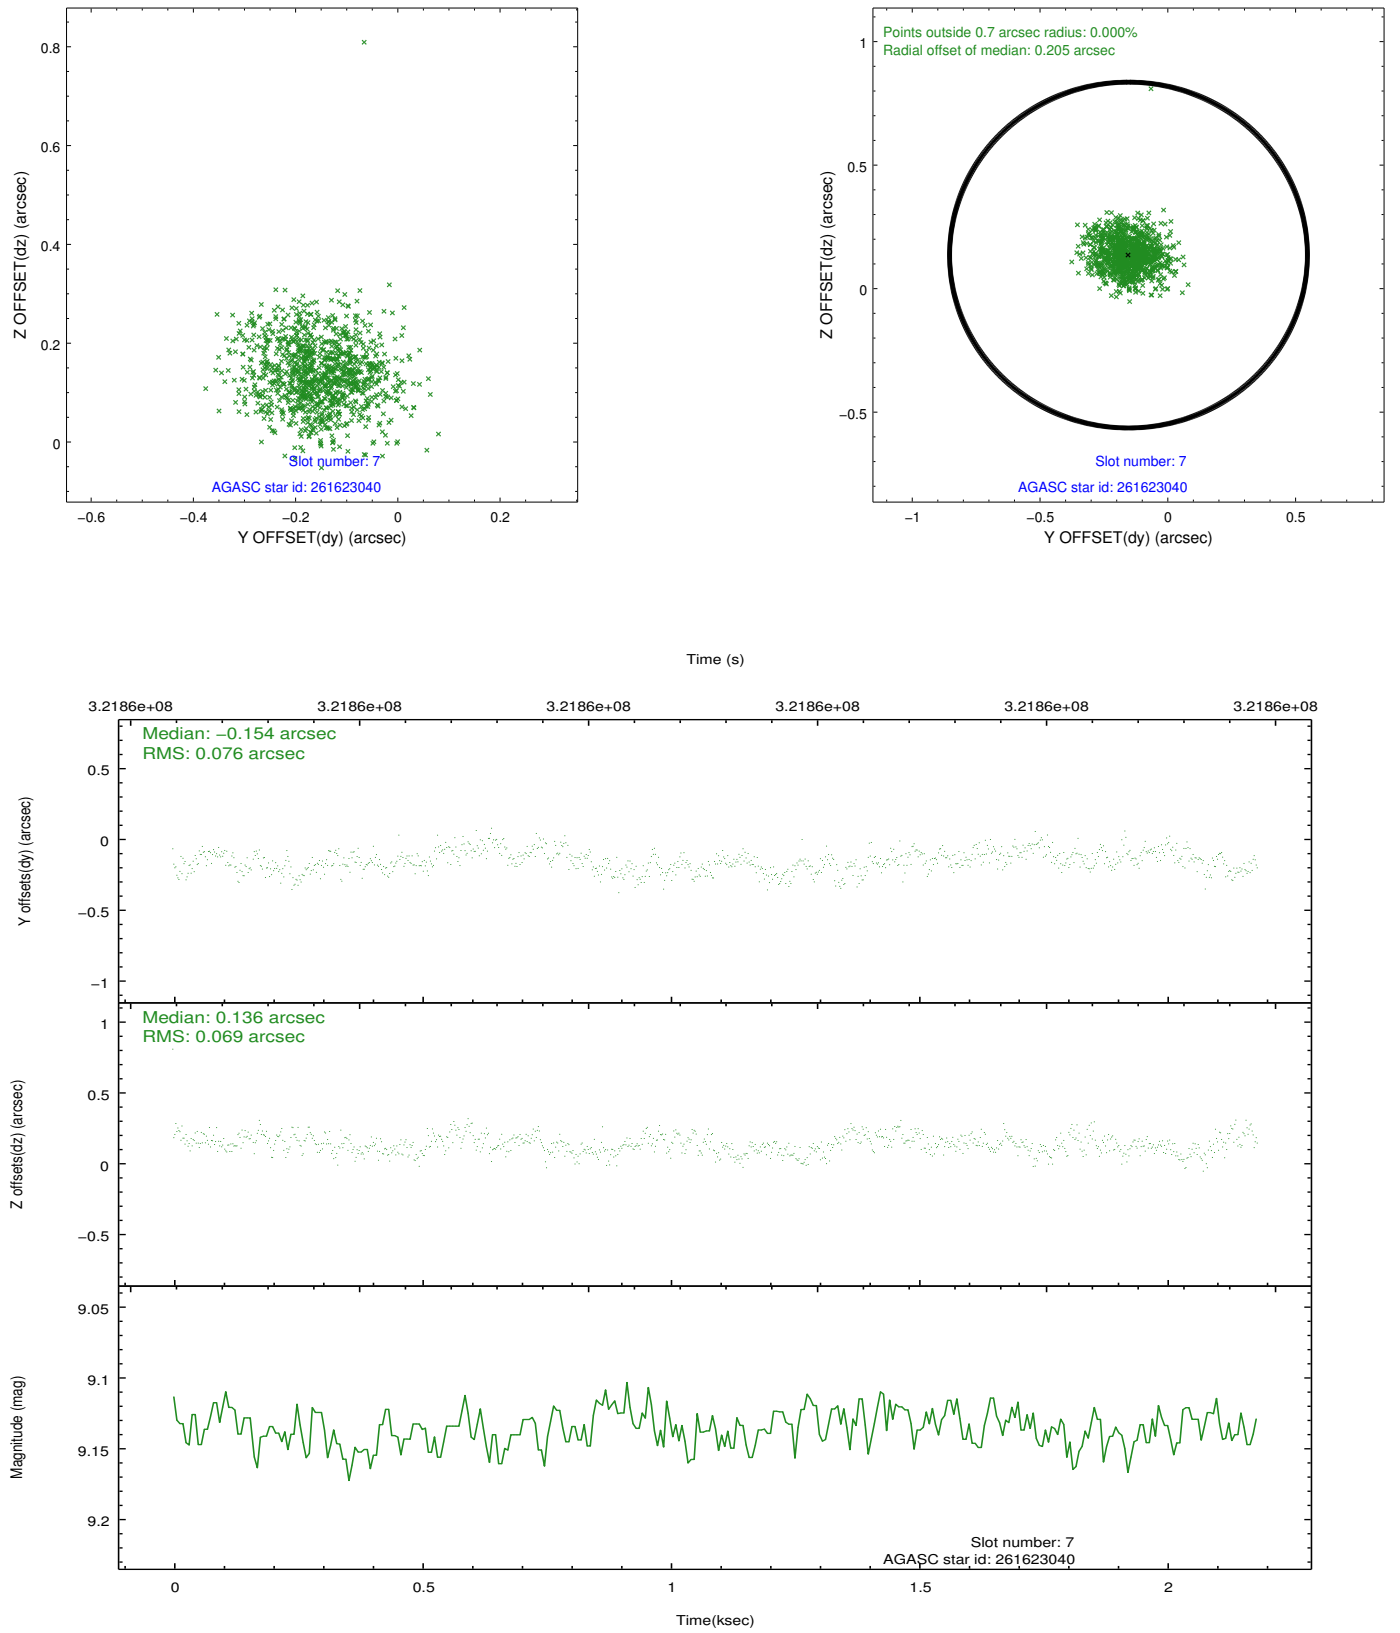 0.8
0.6
0.4
0.2
0
Z OFFSET(dz) (arcsec)
Slot number: 7
AGASC star id: 261623040
−0.6 −0.4 −0.2 0 0.2
Y OFFSET(dy) (arcsec)
Points outside 0.7 arcsec radius: 0.000%
Radial offset of median: 0.205 arcsec
1
0.5
0
−0.5
Z OFFSET(dz) (arcsec)
Slot number: 7
AGASC star id: 261623040
−1 −0.5 0 0.5
Y OFFSET(dy) (arcsec)
Time (s)
3.2186e+08 3.2186e+08 3.2186e+08 3.2186e+08 3.2186e+08 3.2186e+08
Median: −0.154 arcsec
RMS: 0.076 arcsec
0.5
0
−0.5
−1
Y offsets(dy) (arcsec)
Median: 0.136 arcsec
RMS: 0.069 arcsec
1
0.5
0
−0.5
Z offsets(dz) (arcsec)
9.05
9.1
9.15
9.2
Magnitude (mag)
Slot number: 7
AGASC star id: 261623040
0 0.5 1 1.5 2
Time(ksec)